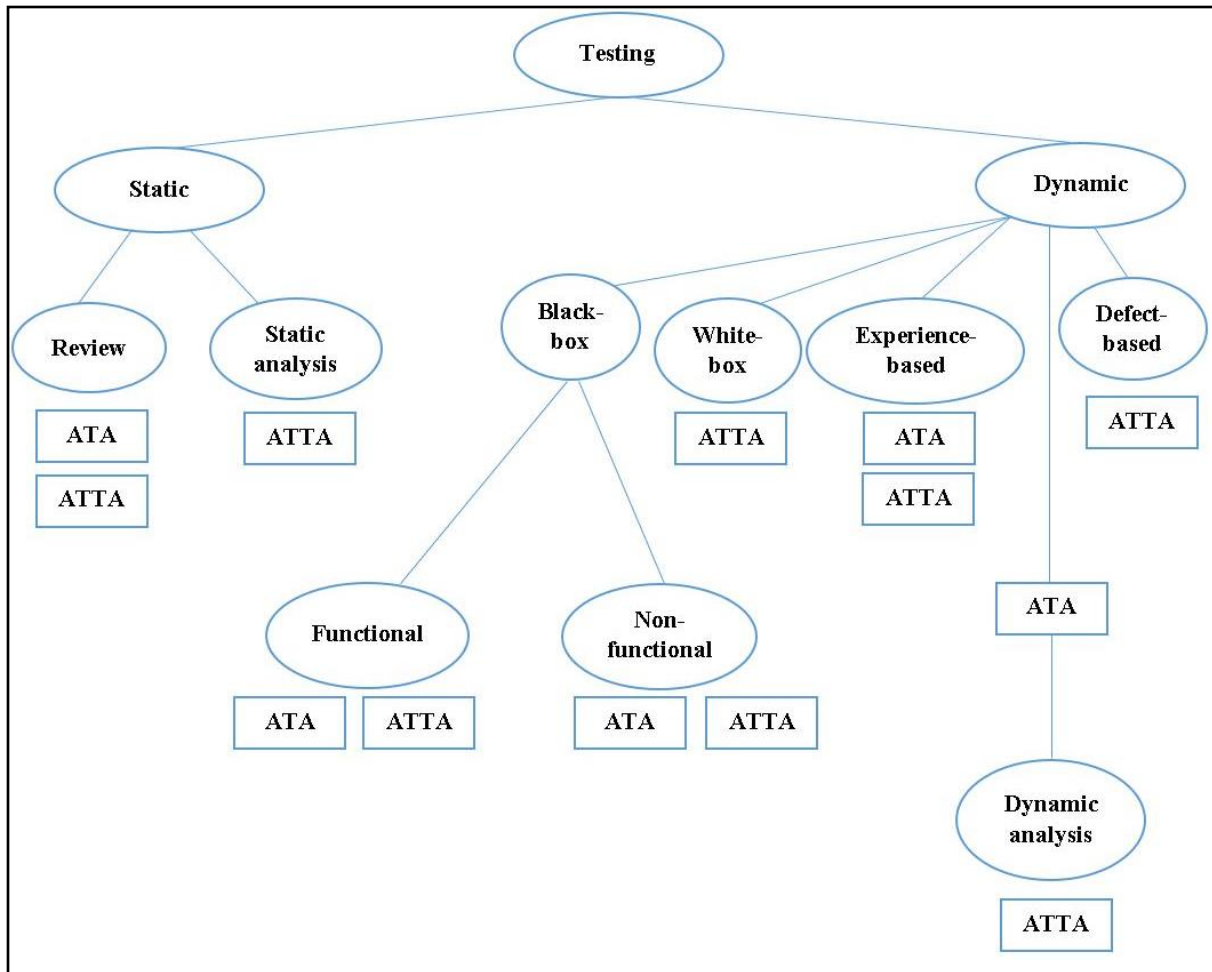 Testing
Static
Dynamic
Review
Static
analysis
Black-
box
White-
box
Experience-
based
Defect-
based
ATA
ATTA
ATTA
ATTA
ATA
ATTA
ATTA
ATA
Functional
Non-
functional
ATA
ATTA
ATA
ATTA
Dynamic
analysis
ATTA